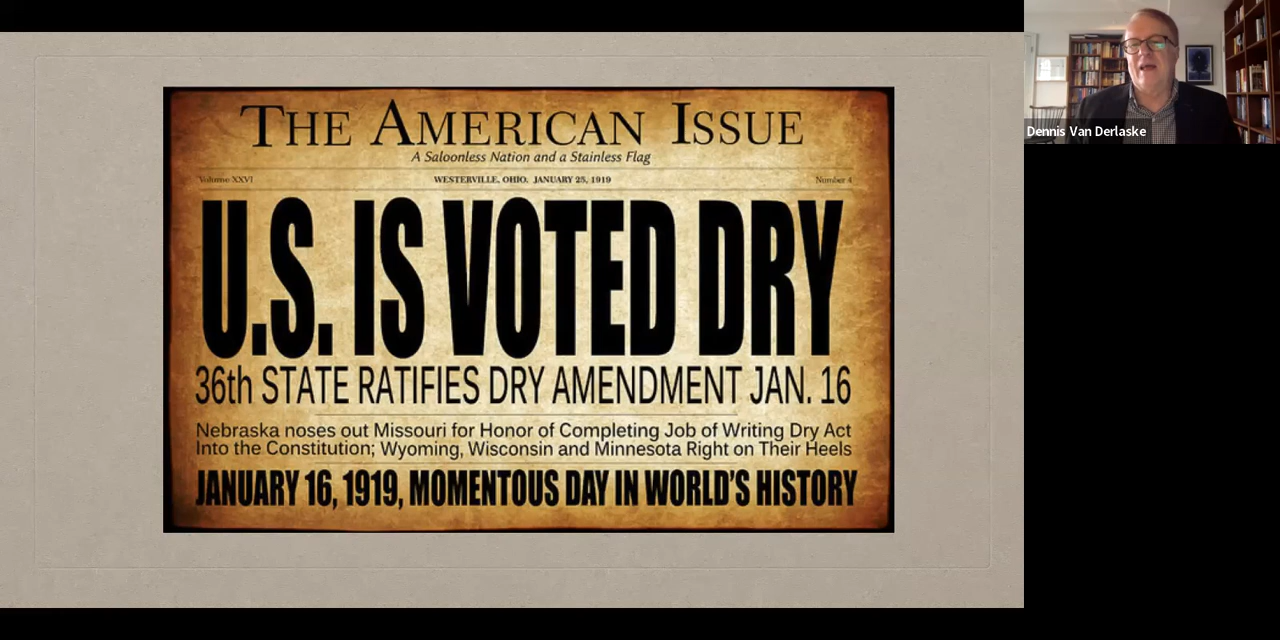 THE AMERICAN ISSUE
A Saloonless Nation and a Stainless Flag
Volume XXVI WESTERVILLE, OHIO. JANUARY 25, 1919 Number 4
U.S. IS VOTED DRY
36th STATE RATIFIES DRY AMENDMENT JAN. 16
Nebraska noses out Missouri for Honor of Completing Job of Writing Dry Act
Into the Constitution; Wyoming, Wisconsin and Minnesota Right on Their Heels
JANUARY 16, 1919, MOMENTOUS DAY IN WORLD'S HISTORY
Dennis Van Derlaske